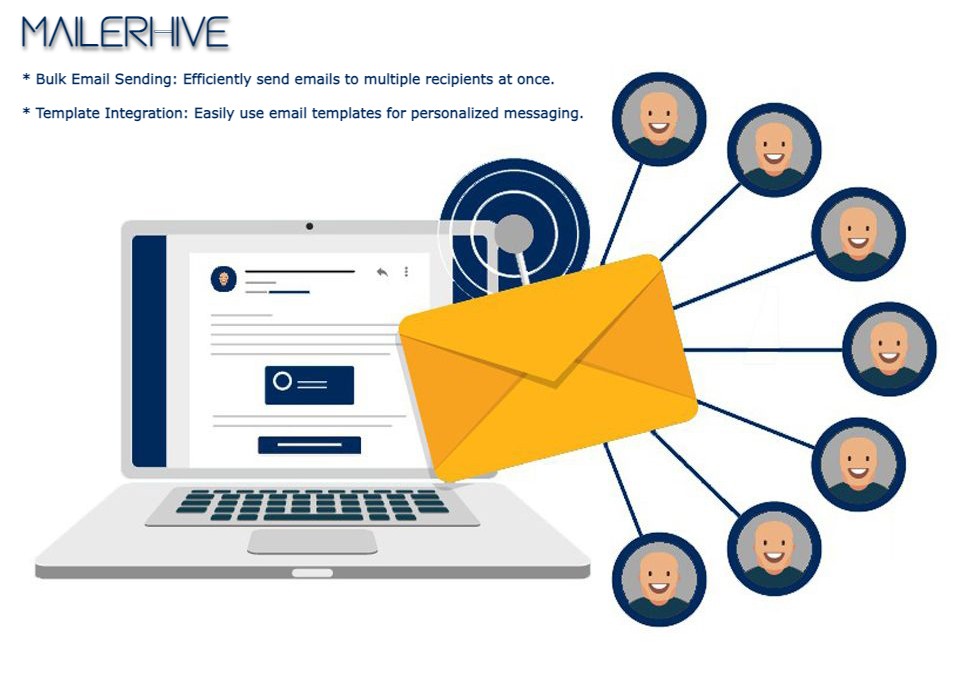 MAILERHIVE
* Bulk Email Sending: Efficiently send emails to multiple recipients at once.
* Template Integration: Easily use email templates for personalized messaging.